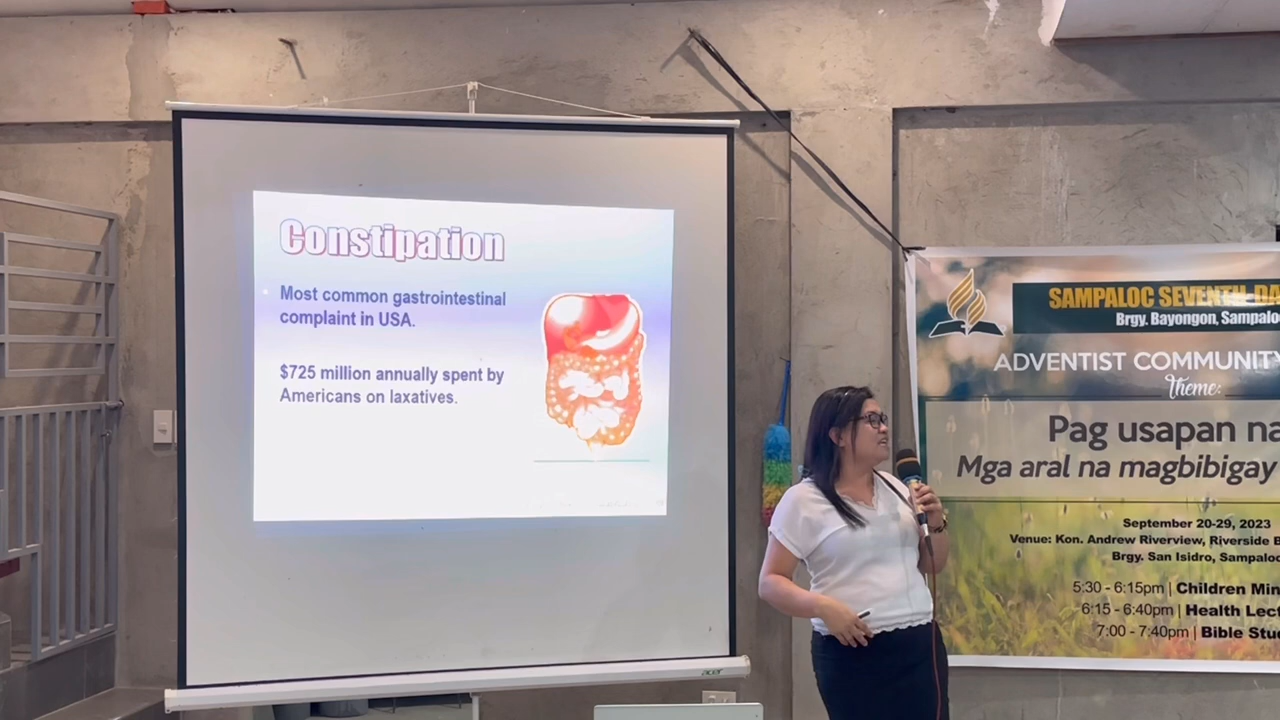 Constipation
Most common gastrointestinal
complaint in USA.
$725 million annually spent by
Americans on laxatives.
acer
SAMPALOC SEVENTH-DA
Brgy. Bayongon, Sampalo
ADVENTIST COMMUNITY
theme:
Pag usapan na
Mga aral na magbibigay
September 20-29, 2023
Venue: Kon. Andrew Riverview, Riverside B
Brgy. San Isidro, Sampaloc
5:30 - 6:15pm | Children Min
6:15 - 6:40pm | Health Lect
7:00 - 7:40pm | Bible Stud